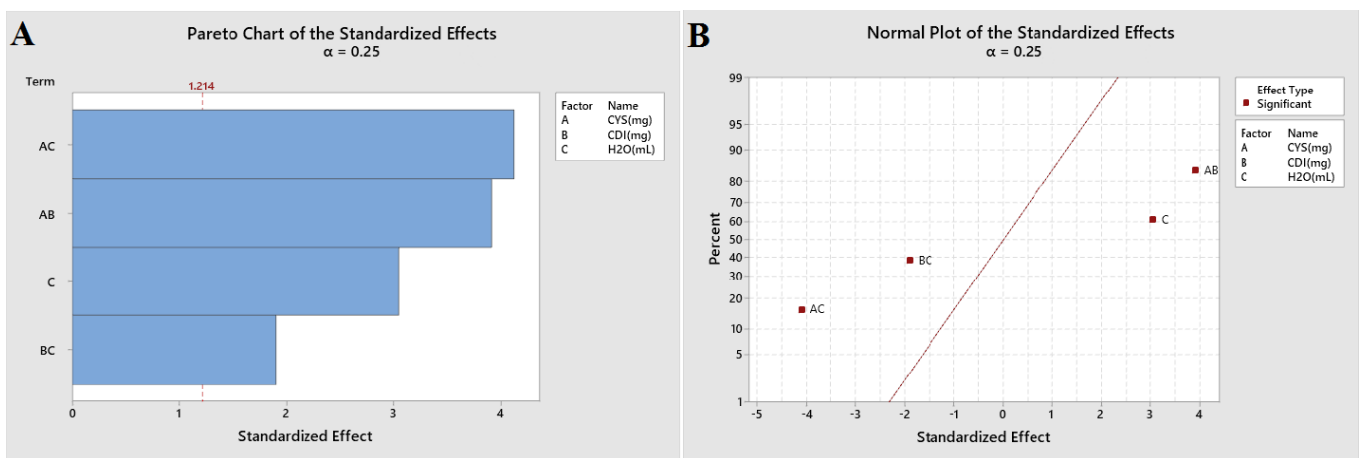 A
Pareto Chart of the Standardized Effects
α = 0.25
Term
1.214
AC
AB
C
BC
0 1 2 3 4
Standardized Effect
Factor Name
A CYS(mg)
B CDI(mg)
C H2O(mL)
B
Normal Plot of the Standardized Effects
α = 0.25
Percent
99
95
90
80
70
60
50
40
30
20
10
5
1
AB
C
BC
AC
-5 -4 -3 -2 -1 0 1 2 3 4
Standardized Effect
Effect Type
Significant
Factor Name
A CYS(mg)
B CDI(mg)
C H2O(mL)